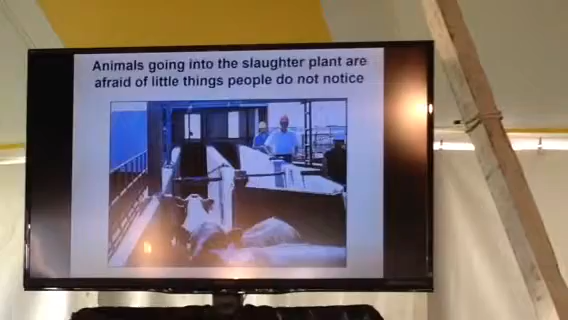 Animals going into the slaughter plant are
afraid of little things people do not notice